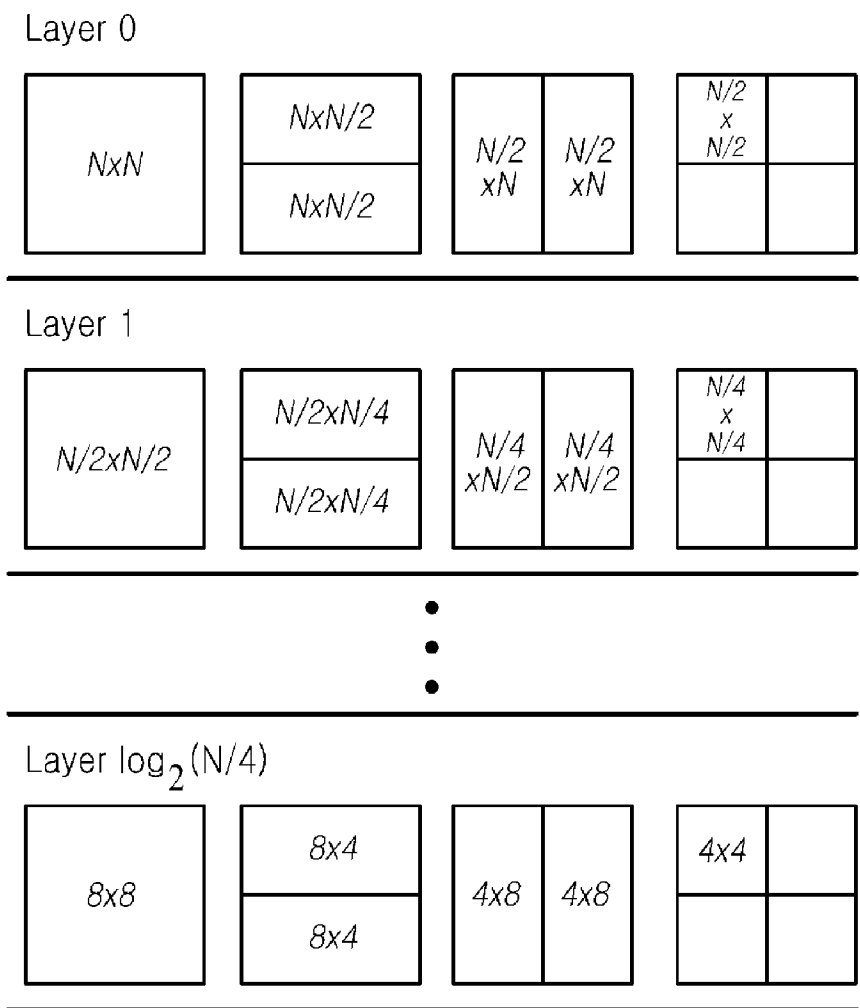 Layer 0
NxN
NxN/2
NxN/2
N/2
xN
N/2
xN
N/2
x
N/2
Layer 1
N/2xN/2
N/2xN/4
N/2xN/4
N/4
xN/2
N/4
xN/2
N/4
x
N/4
Layer log2(N/4)
8x8
8x4
8x4
4x8
4x8
4x4